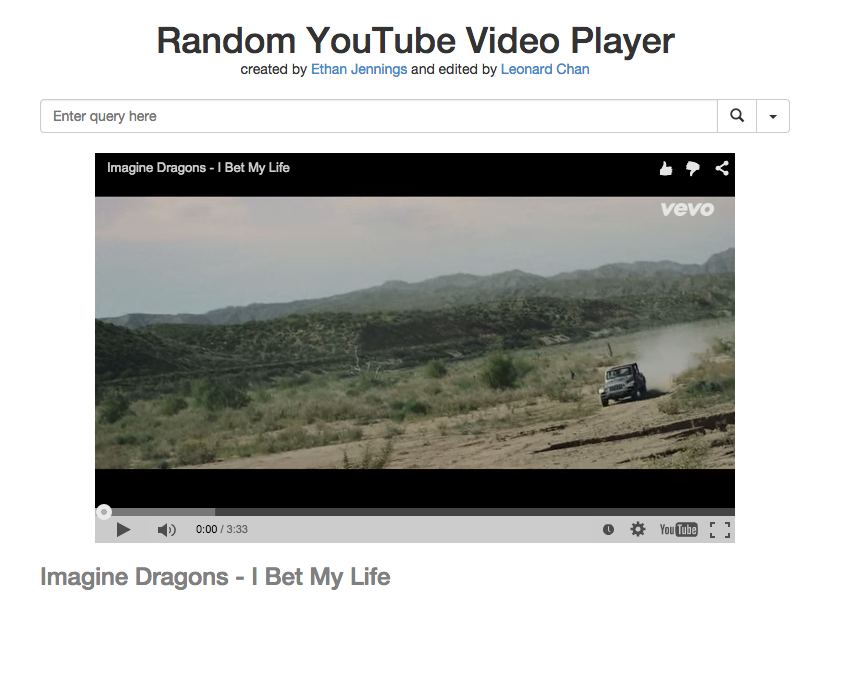 Random YouTube Video Player
created by Ethan Jennings and edited by Leonard Chan
Enter query here
Imagine Dragons - I Bet My Life
vevo
0:00 / 3:33
YouTube
Imagine Dragons - I Bet My Life